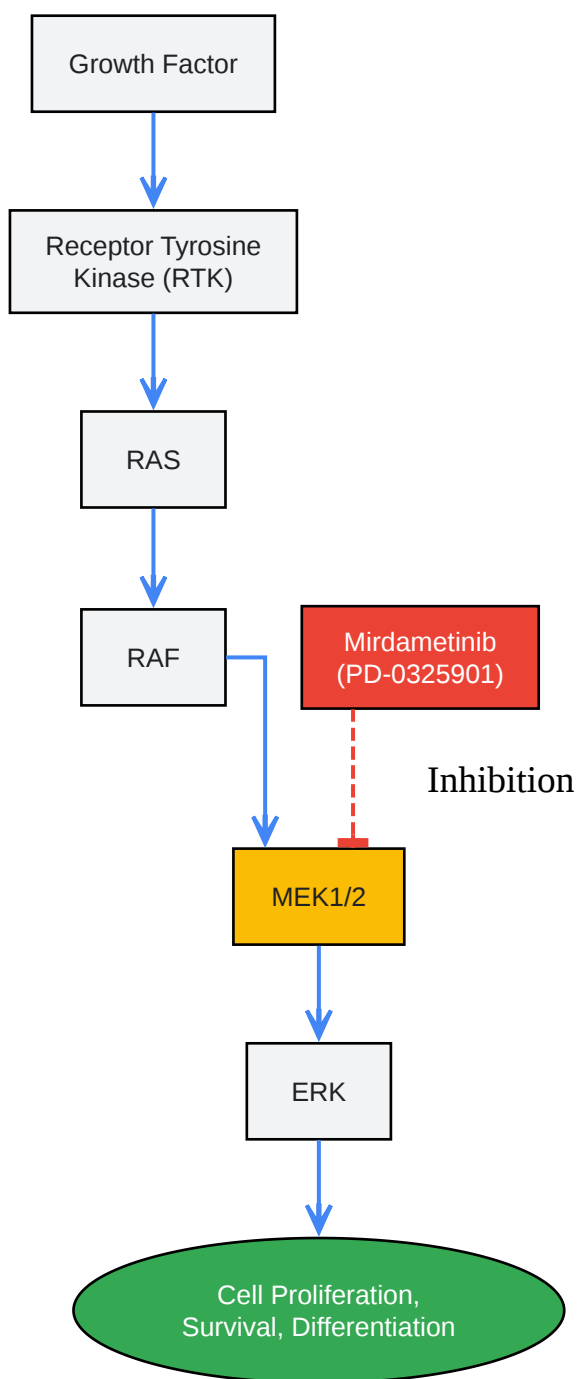 Growth Factor
Receptor Tyrosine
Kinase (RTK)
RAS
RAF
Mirdametinib
(PD-0325901)
Inhibition
MEK1/2
ERK
Cell Proliferation,
Survival, Differentiation